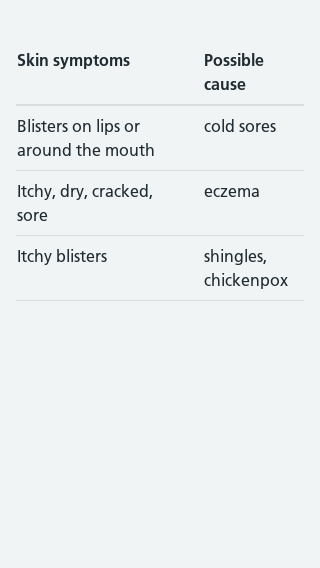 Skin symptoms
Possible
cause
Blisters on lips or
around the mouth
cold sores
Itchy, dry, cracked,
sore
eczema
Itchy blisters
shingles,
chickenpox